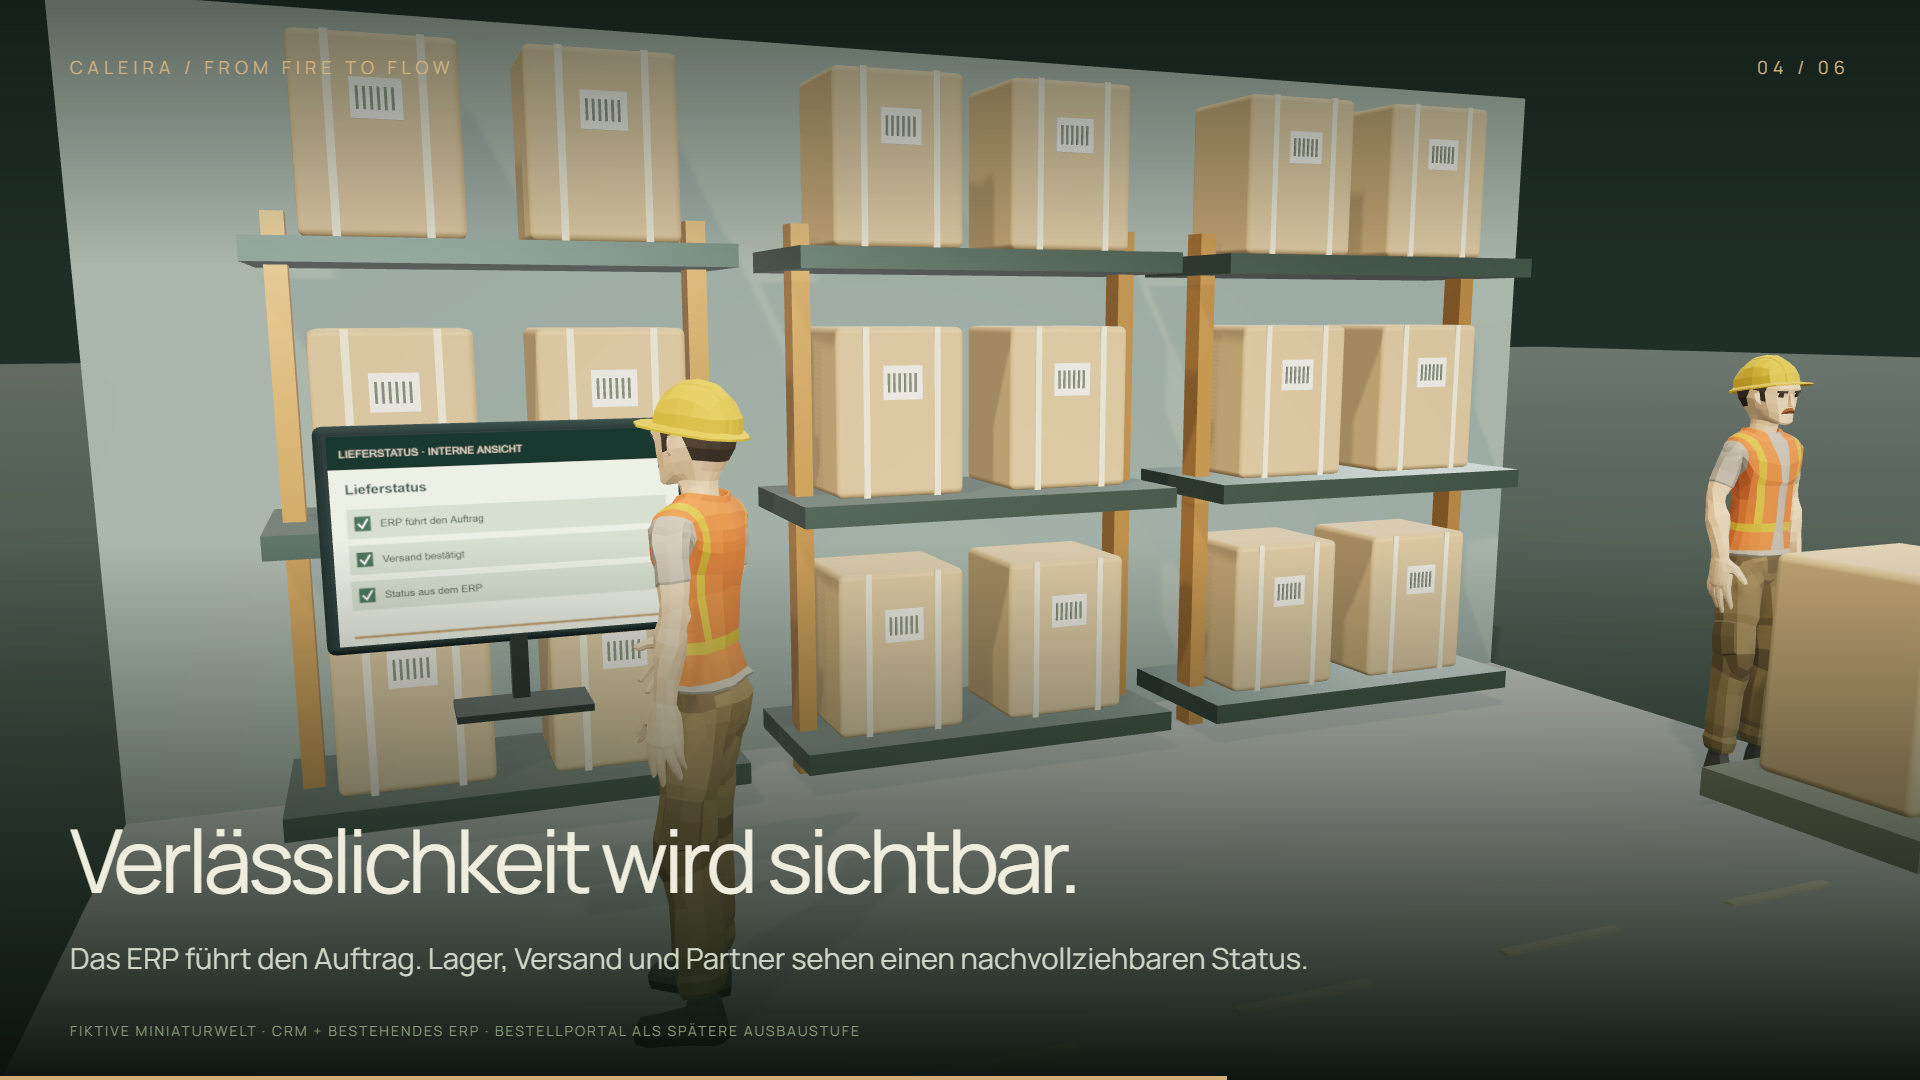 CALEIRA / FROM FIRE TO FLOW
04 / 06
LIEFERSTATUS - INTERNE ANSICHT
Lieferstatus
ERP führt den Auftrag
Versand bestätigt
Status aus dem ERP
Verlässlichkeit wird sichtbar.
Das ERP führt den Auftrag. Lager, Versand und Partner sehen einen nachvollziehbaren Status.
FIKTIVE MINIATURWELT · CRM + BESTEHENDES ERP · BESTELLPORTAL ALS SPÄTERE AUSBAUSTUFE